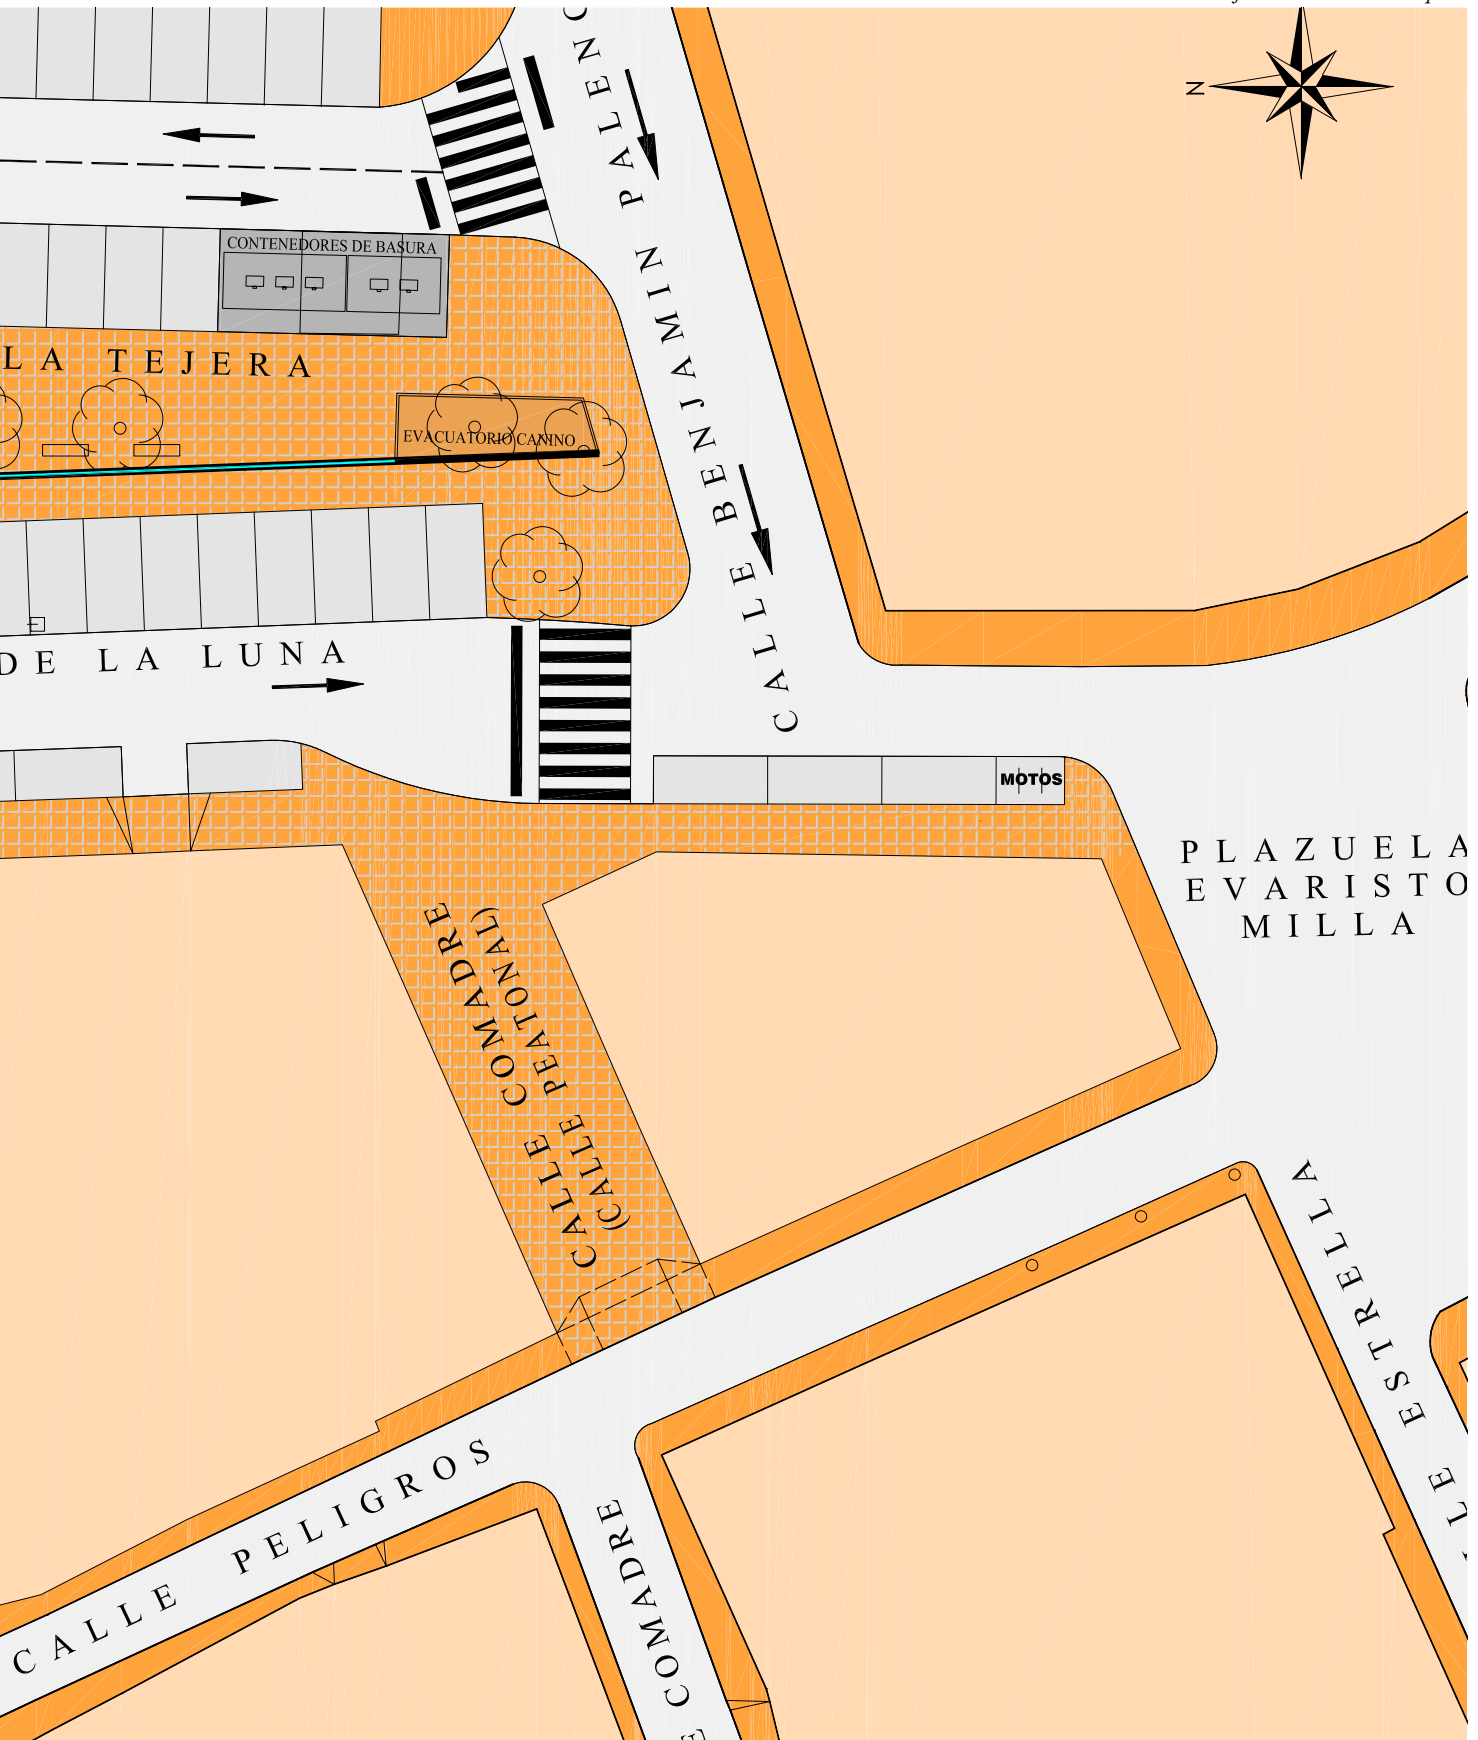 N
CALLE BENJAMIN PALENC
CONTENEDORES DE BASURA
LA TEJERA
EVACUATORIO CANINO
DE LA LUNA
MOTOS
PLAZUELA
EVARISTO
MILLA
CALLE COMADRE
(CALLE PEATONAL)
LLE ESTRELLA
CALLE PELIGROS
E COMADRE